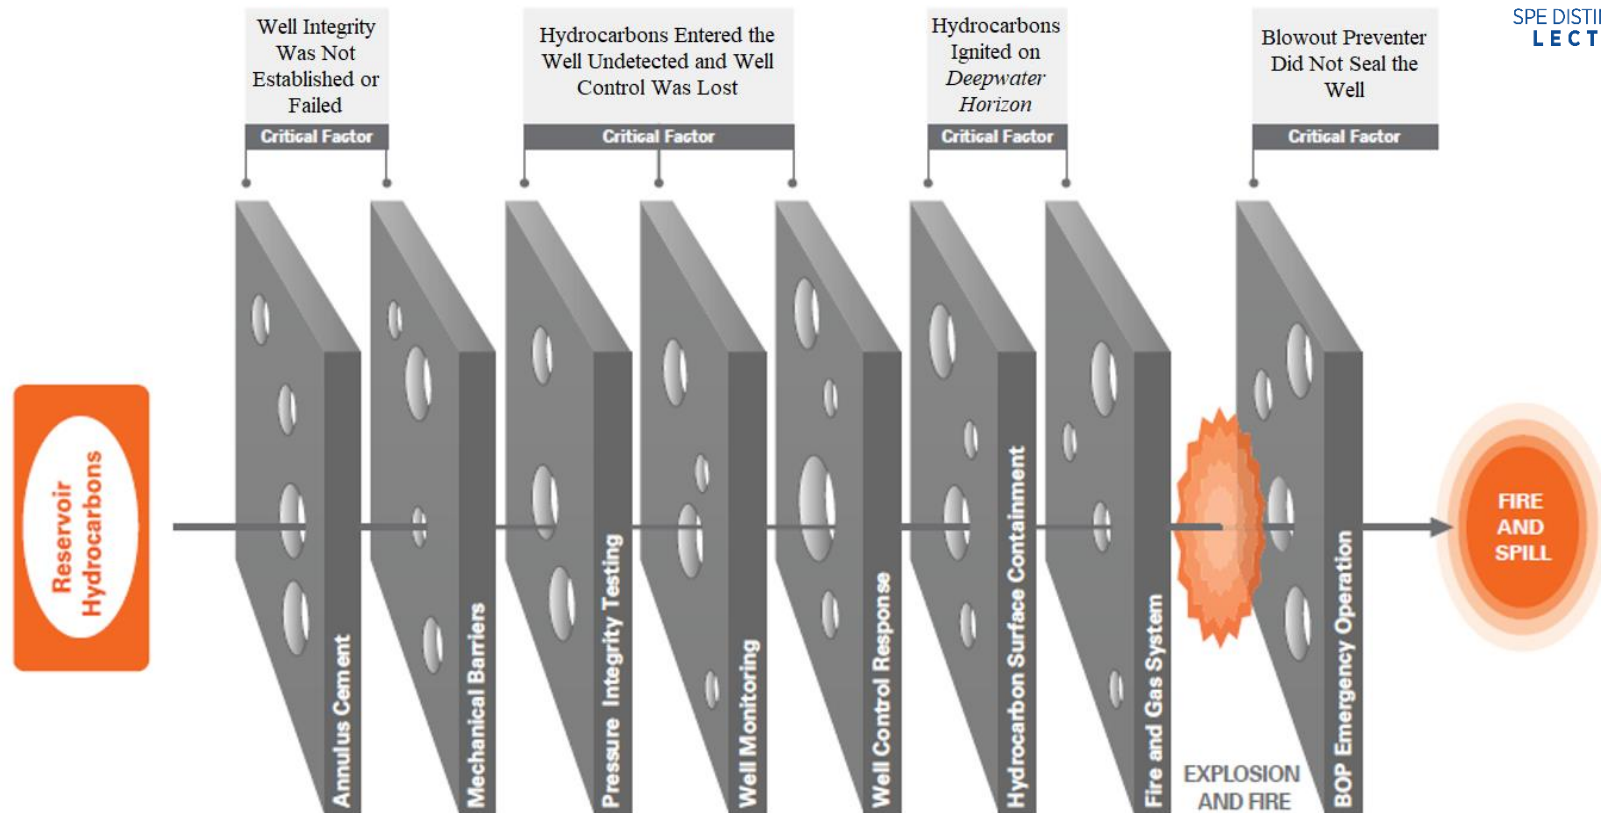 Well Integrity
Was Not
Established or
Failed
Critical Factor
Hydrocarbons Entered the
Well Undetected and Well
Control Was Lost
Critical Factor
Hydrocarbons
Ignited on
Deepwater
Horizon
Critical Factor
Blowout Preventer
Did Not Seal the
Well
Critical Factor
SPE
LECT
Reservoir
Hydrocarbons
Annulus Cement
Mechanical Barriers
Pressure Integrity Testing
Well Monitoring
Well Control Response
Hydrocarbon Surface Containment
Fire and Gas System
EXPLOSION
AND FIRE
BOP Emergency Operation
FIRE
AND
SPILL